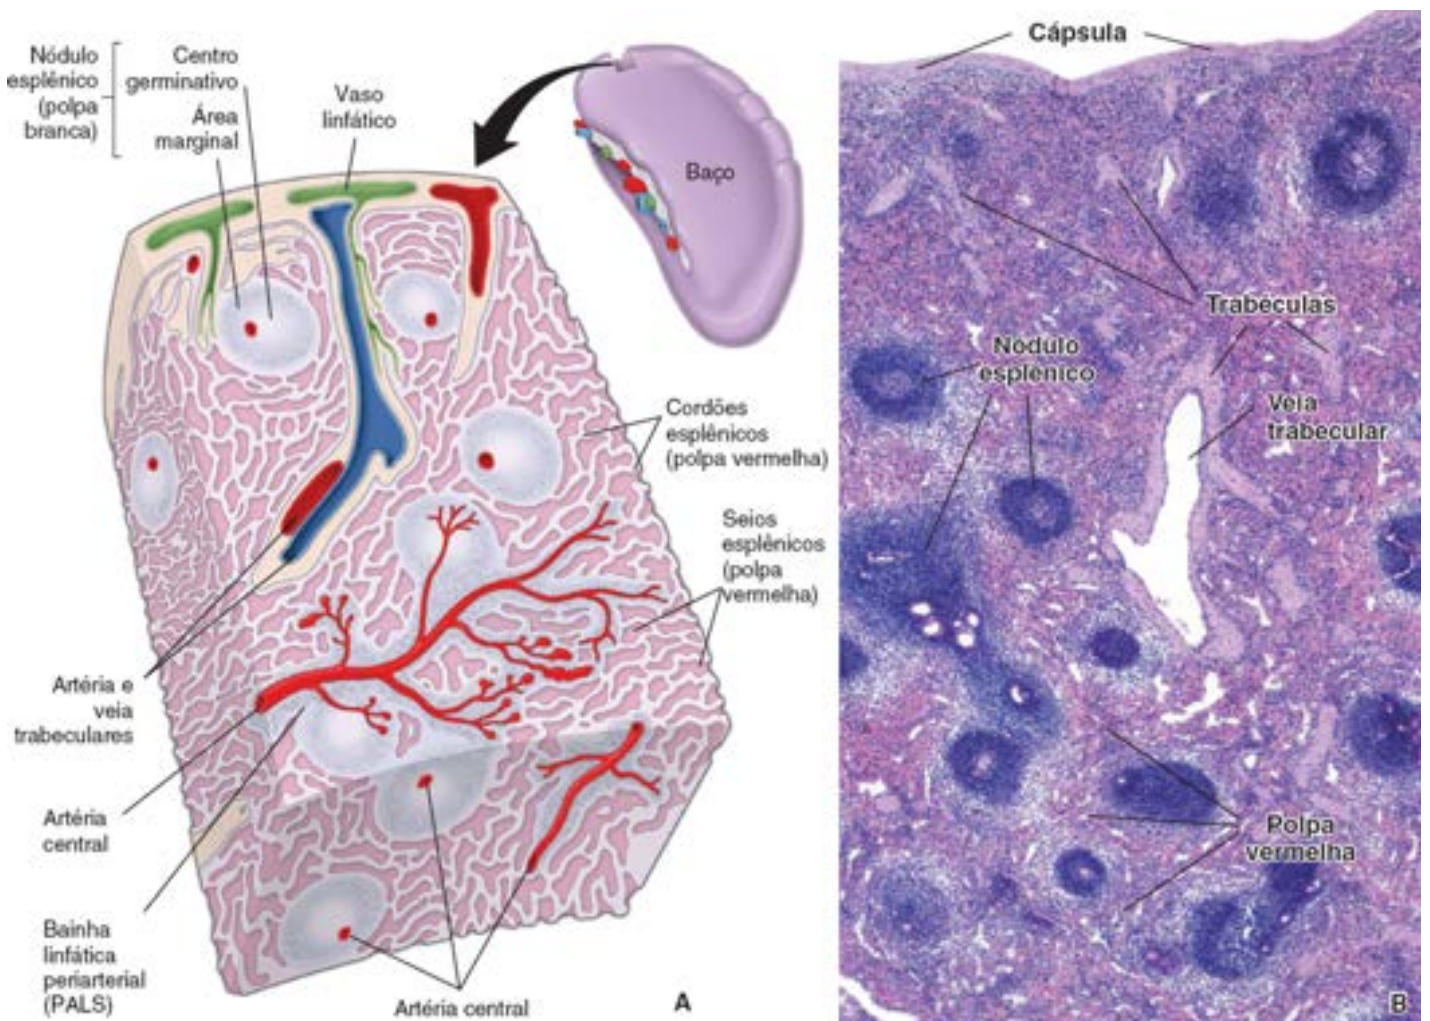 Nódulo
esplênico
(polpa
branca)
Centro
germinativo
Área
marginal
Vaso
linfático
Baço
Cordões
esplênicos
(polpa vermelha)
Seios
esplênicos
(polpa
vermelha)
Artéria e
veia
trabeculares
Artéria
central
Bainha
linfática
periarterial
(PALS)
Artéria central
A
Cápsula
Trabéculas
Nódulo
esplênico
Veia
trabecular
Polpa
vermelha
B